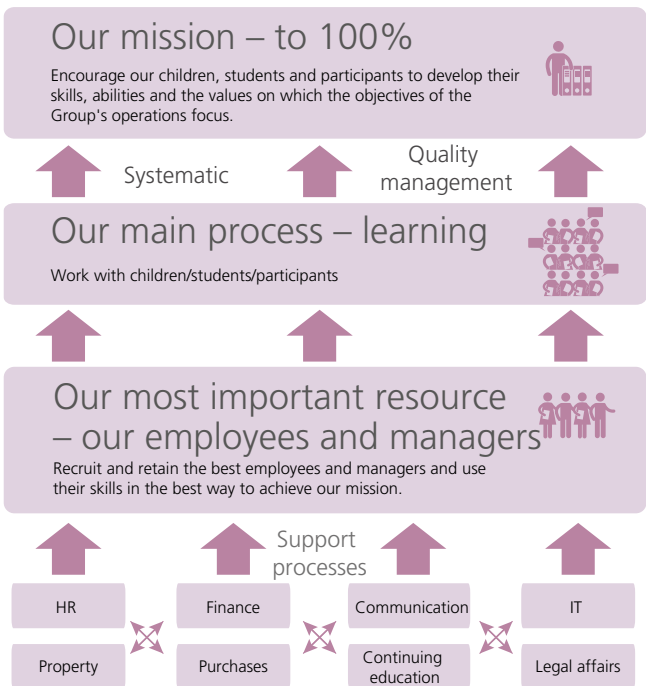 Our mission – to 100%
Encourage our children, students and participants to develop their
skills, abilities and the values on which the objectives of the
Group's operations focus.
Systematic
Quality
management
Our main process – learning
Work with children/students/participants
Our most important resource
– our employees and managers
Recruit and retain the best employees and managers and use
their skills in the best way to achieve our mission.
Support
processes
HR
Finance
Communication
IT
Property
Purchases
Continuing
education
Legal affairs